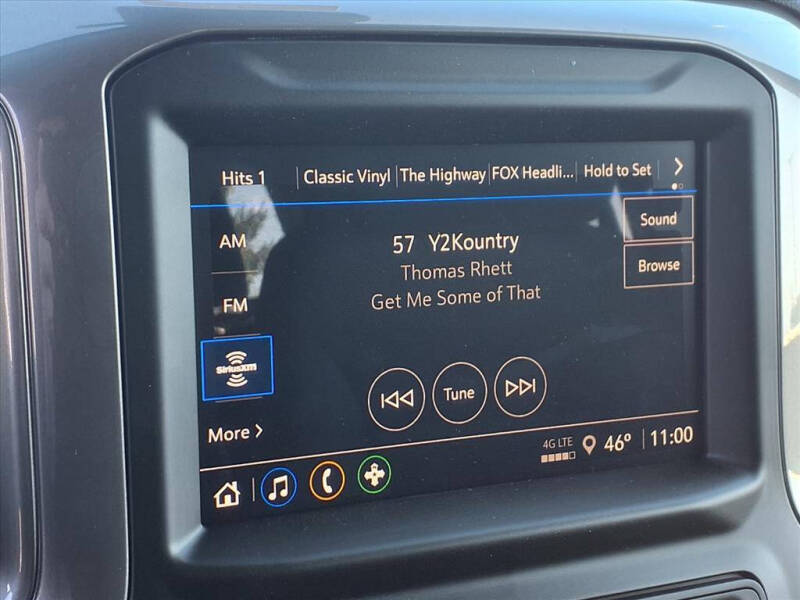 Hits 1 Classic Vinyl The Highway FOX Headli... Hold to Set
AM
57 Y2Kountry
Sound
Thomas Rhett
Browse
FM
Get Me Some of That
SiriusXM
Tune
More
4G LTE 46° 11:00